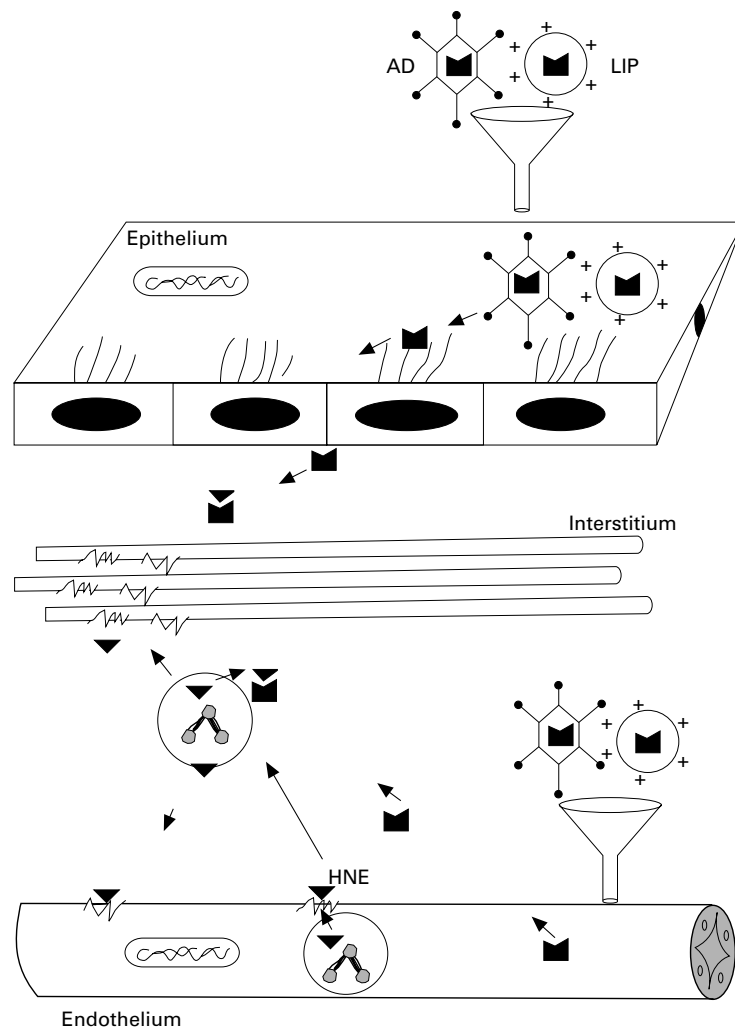 AD
LIP
Epithelium
Interstitium
HNE
Endothelium